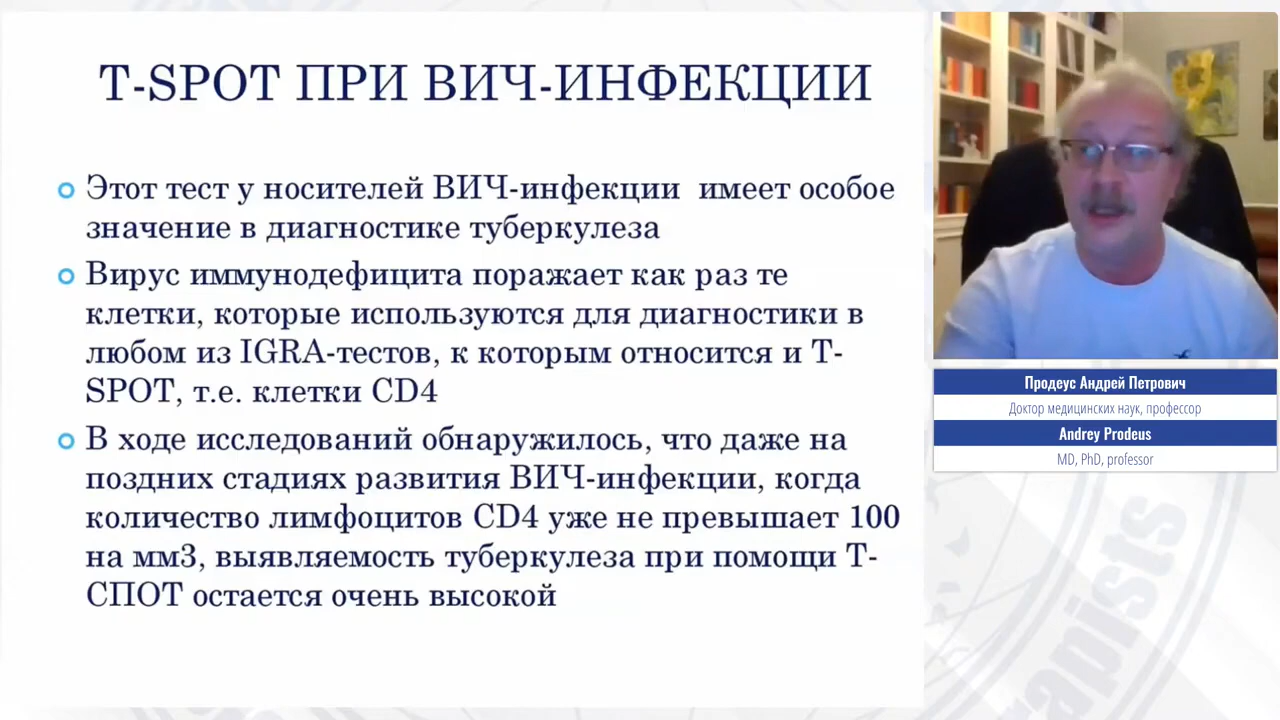 T-SPOT ПРИ ВИЧ-ИНФЕКЦИИ
Этот тест у носителей ВИЧ-инфекции имеет особое
значение в диагностике туберкулеза
Вирус иммунодефицита поражает как раз те
клетки, которые используются для диагностики в
любом из IGRA-тестов, к которым относится и T-
SPOT, т.е. клетки CD4
В ходе исследований обнаружилось, что даже на
поздних стадиях развития ВИЧ-инфекции, когда
количество лимфоцитов CD4 уже не превышает 100
на мм3, выявляемость туберкулеза при помощи Т-
СПОТ остается очень высокой
Продеус Андрей Петрович
Доктор медицинских наук, профессор
Andrey Prodeus
MD, PhD, professor